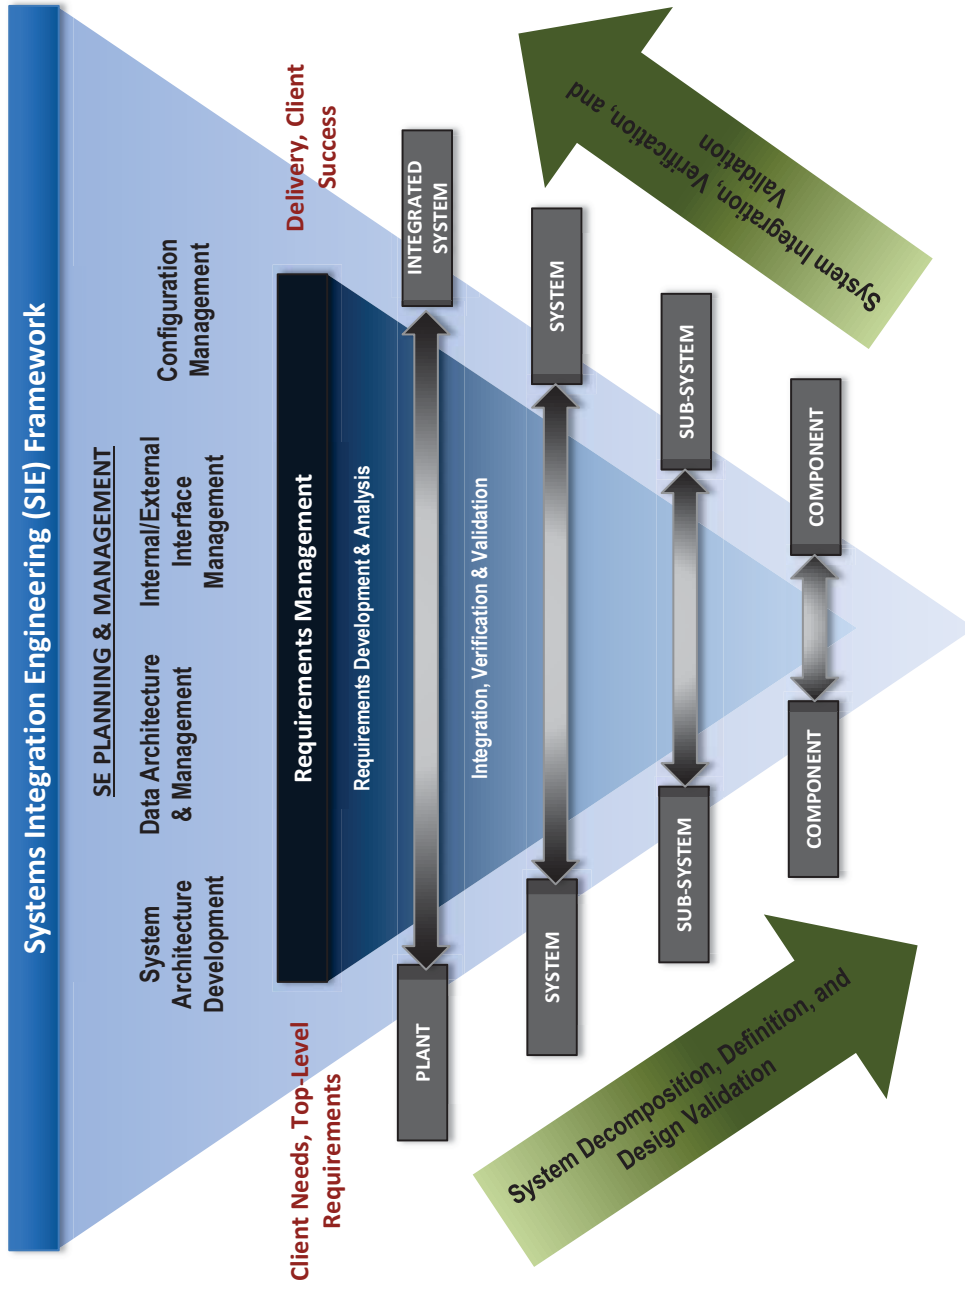 Systems Integration Engineering (SIE) Framework
SE PLANNING & MANAGEMENT
System
Architecture
Development
Data Architecture
& Management
Internal/External
Interface
Management
Configuration
Management
Client Needs, Top-Level
Requirements
Delivery, Client
Success
Requirements Management
Requirements Development & Analysis
PLANT
INTEGRATED
SYSTEM
Integration, Verification & Validation
SYSTEM
SYSTEM
SUB-SYSTEM
SUB-SYSTEM
COMPONENT
COMPONENT
System Decomposition, Definition, and
Design Validation
System Integration, Verification, and
Validation